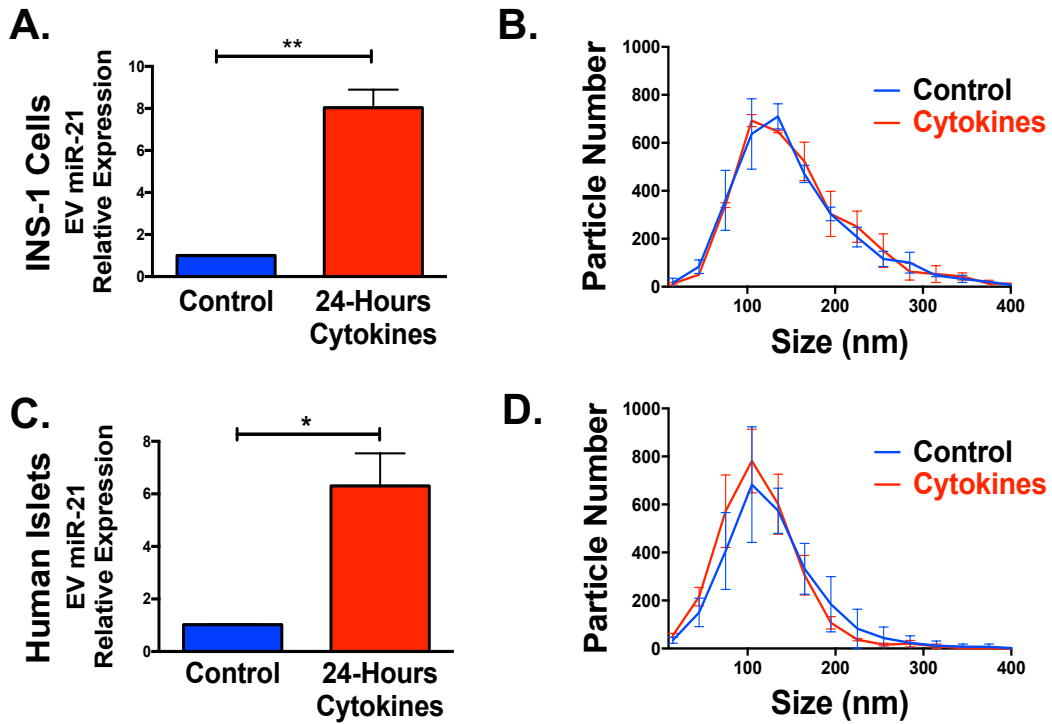 A.
INS-1 Cells
EV miR-21
Relative Expression
**
10
8
6
4
2
0
Control
24-Hours
Cytokines
B.
Particle Number
1000
800
600
400
200
0
Control
Cytokines
100
200
300
400
Size (nm)
C.
Human Islets
EV miR-21
Relative Expression
*
8
6
4
2
0
Control
24-Hours
Cytokines
D.
Particle Number
1000
800
600
400
200
0
Control
Cytokines
100
200
300
400
Size (nm)